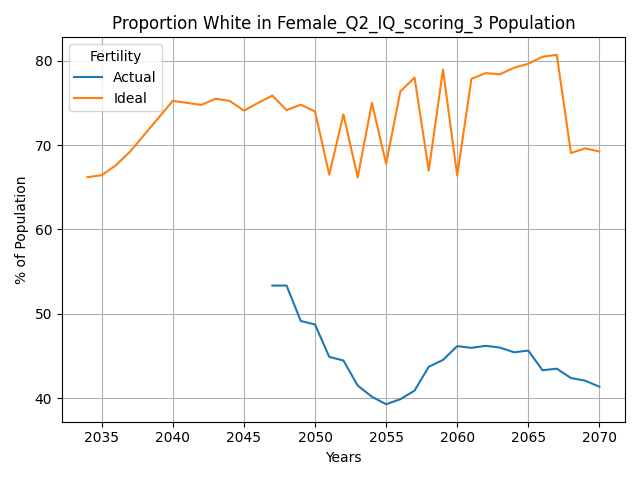 Proportion White in Female_Q2_IQ_scoring_3 Population
Fertility
Actual
Ideal
% of Population
80
70
60
50
40
2035 2040 2045 2050 2055 2060 2065 2070
Years